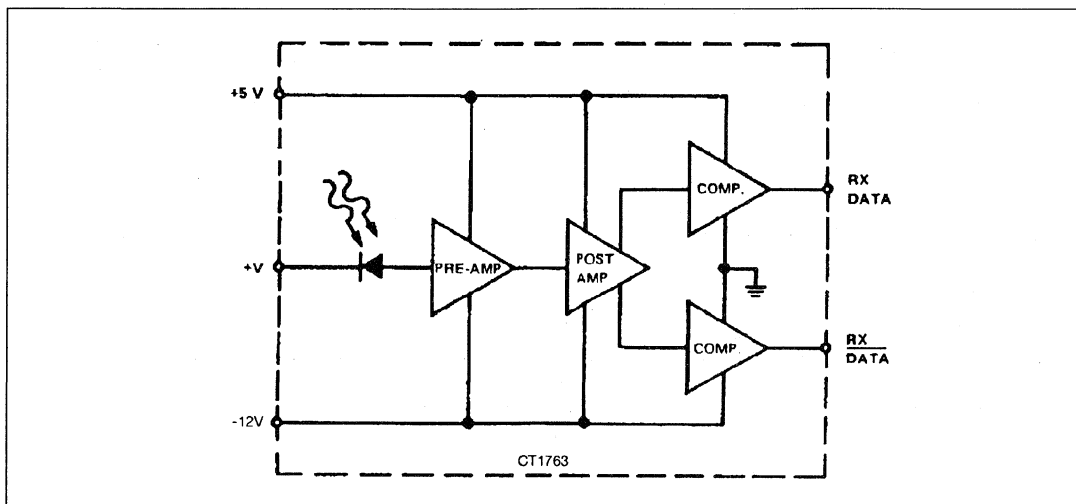 +5 V
COMP.
RX
DATA
+V
PRE-AMP
POST
AMP
COMP.
RX
DATA
-12V
CT1763